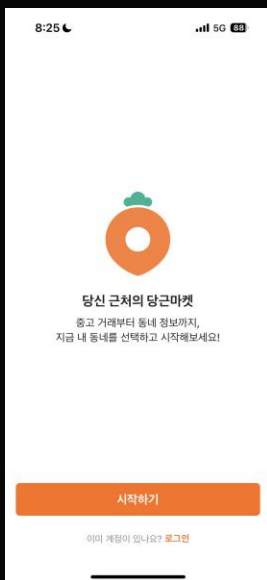 8:25
5G 88
당신 근처의 당근마켓
중고 거래부터 동네 정보까지,
지금 내 동네를 선택하고 시작해보세요!
시작하기
이미 계정이 있나요? 로그인